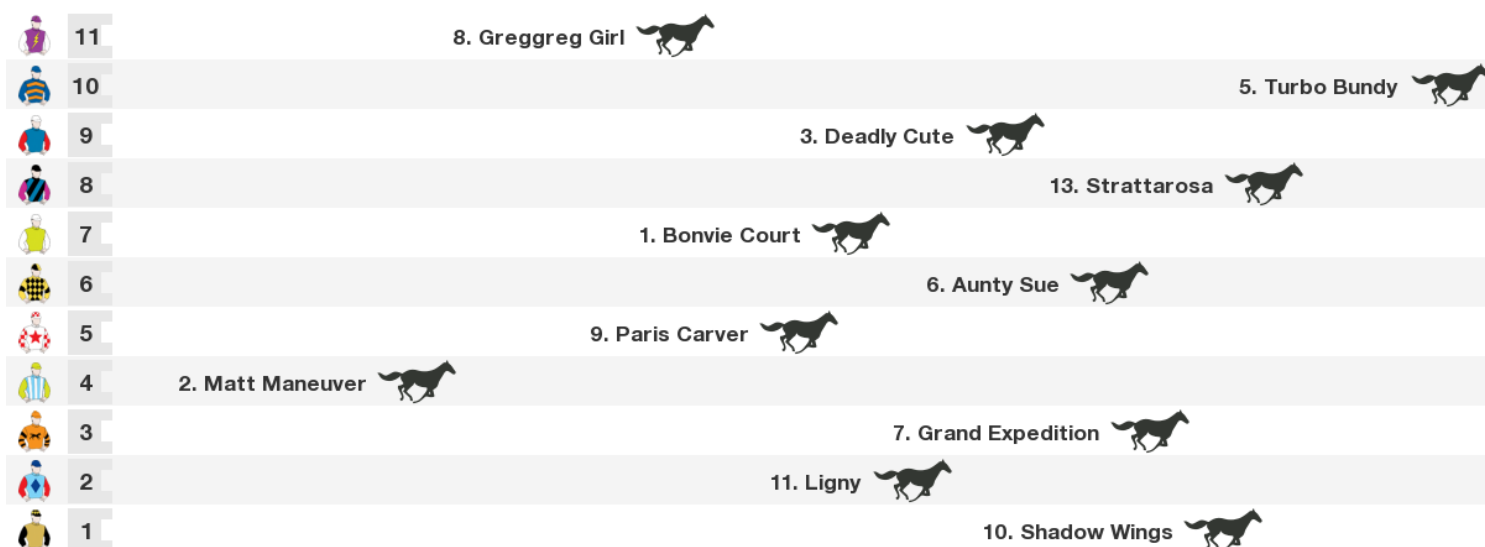 11 8. Greggreg Girl
10 5. Turbo Bundy
9 3. Deadly Cute
8 13. Strattarosa
7 1. Bonvie Court
6 6. Aunty Sue
5 9. Paris Carver
4 2. Matt Maneuver
3 7. Grand Expedition
2 11. Ligny
1 10. Shadow Wings